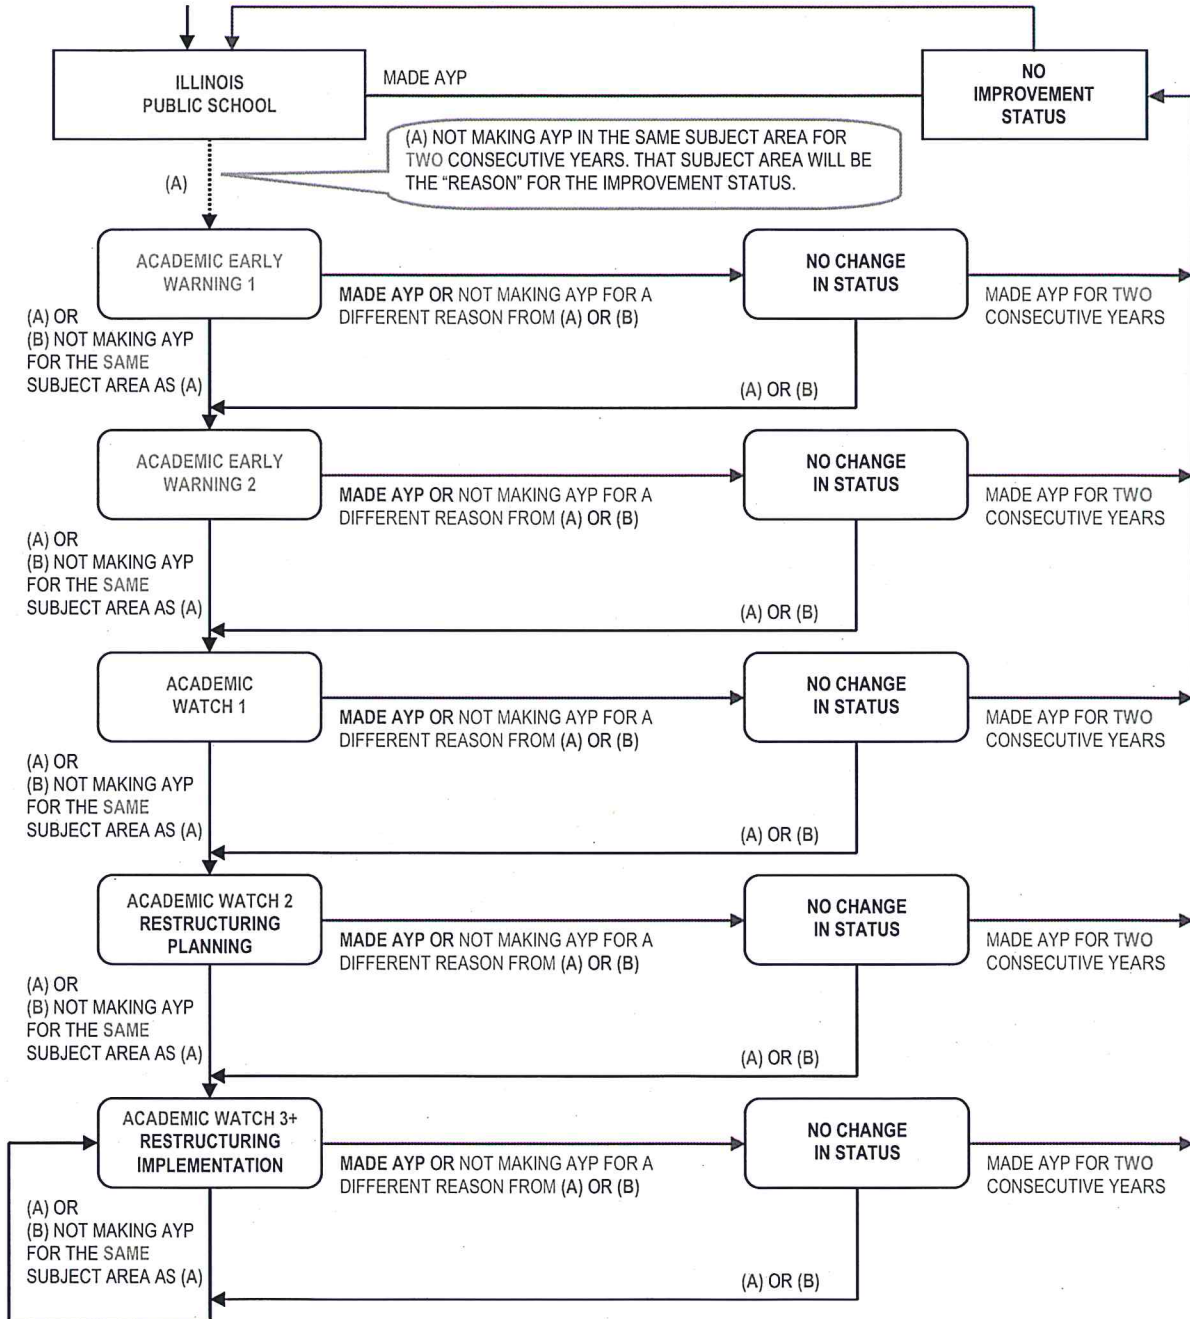 ILLINOIS
PUBLIC SCHOOL
MADE AYP
NO
IMPROVEMENT
STATUS
(A) NOT MAKING AYP IN THE SAME SUBJECT AREA FOR
TWO CONSECUTIVE YEARS. THAT SUBJECT AREA WILL BE
THE “REASON” FOR THE IMPROVEMENT STATUS.
(A)
ACADEMIC EARLY
WARNING 1
MADE AYP OR NOT MAKING AYP FOR A
DIFFERENT REASON FROM (A) OR (B)
NO CHANGE
IN STATUS
MADE AYP FOR TWO
CONSECUTIVE YEARS
(A) OR
(B) NOT MAKING AYP
FOR THE SAME
SUBJECT AREA AS (A)
(A) OR (B)
ACADEMIC EARLY
WARNING 2
MADE AYP OR NOT MAKING AYP FOR A
DIFFERENT REASON FROM (A) OR (B)
NO CHANGE
IN STATUS
MADE AYP FOR TWO
CONSECUTIVE YEARS
(A) OR
(B) NOT MAKING AYP
FOR THE SAME
SUBJECT AREA AS (A)
(A) OR (B)
ACADEMIC
WATCH 1
MADE AYP OR NOT MAKING AYP FOR A
DIFFERENT REASON FROM (A) OR (B)
NO CHANGE
IN STATUS
MADE AYP FOR TWO
CONSECUTIVE YEARS
(A) OR
(B) NOT MAKING AYP
FOR THE SAME
SUBJECT AREA AS (A)
(A) OR (B)
ACADEMIC WATCH 2
RESTRUCTURING
PLANNING
MADE AYP OR NOT MAKING AYP FOR A
DIFFERENT REASON FROM (A) OR (B)
NO CHANGE
IN STATUS
MADE AYP FOR TWO
CONSECUTIVE YEARS
(A) OR
(B) NOT MAKING AYP
FOR THE SAME
SUBJECT AREA AS (A)
(A) OR (B)
ACADEMIC WATCH 3+
RESTRUCTURING
IMPLEMENTATION
MADE AYP OR NOT MAKING AYP FOR A
DIFFERENT REASON FROM (A) OR (B)
NO CHANGE
IN STATUS
MADE AYP FOR TWO
CONSECUTIVE YEARS
(A) OR
(B) NOT MAKING AYP
FOR THE SAME
SUBJECT AREA AS (A)
(A) OR (B)